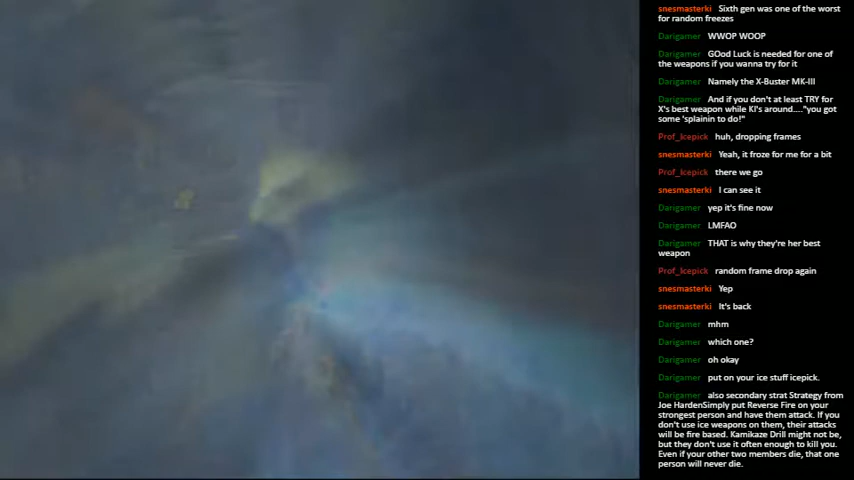 snesmasterki Sixth gen was one of the worst
for random freezes
Darigamer WWOP WOOP
Darigamer GOod Luck is needed for one of
the weapons if you wanna try for it
Darigamer Namely the X-Buster MK-III
Darigamer And if you don't at least TRY for
X's best weapon while KI's around...."you got
some 'splainin to do!"
Prof_Icepick huh, dropping frames
snesmasterki Yeah, it froze for me for a bit
Prof_Icepick there we go
snesmasterki I can see it
Darigamer yep it's fine now
Darigamer LMFAO
Darigamer THAT is why they're her best
weapon
Prof_Icepick random frame drop again
snesmasterki Yep
snesmasterki It's back
Darigamer mhm
Darigamer which one?
Darigamer oh okay
Darigamer put on your ice stuff icepick.
Darigamer also secondary strat Strategy from
Joe HardenSimply put Reverse Fire on your
strongest person and have them attack. If you
don't use ice weapons on them, their attacks
will be fire based. Kamikaze Drill might not be,
but they don't use it often enough to kill you.
Even if your other two members die, that one
person will never die.